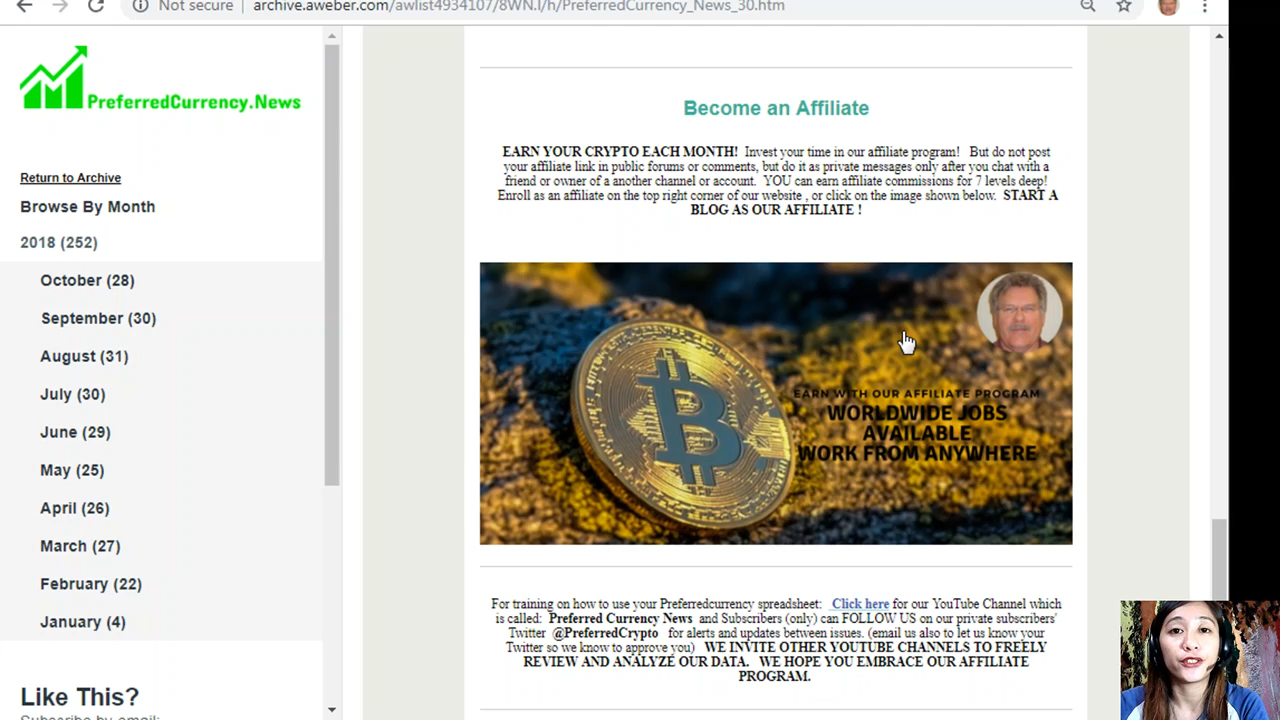 Not secure | archive.aweber.com/awlist4934107/8WN.I/h/PreferredCurrency_News_30.htm
PreferredCurrency.News
Return to Archive
Browse By Month
2018 (252)
October (28)
September (30)
August (31)
July (30)
June (29)
May (25)
April (26)
March (27)
February (22)
January (4)
Like This?
Subscribe by email:
Become an Affiliate
EARN YOUR CRYPTO EACH MONTH! Invest your time in our affiliate program! But do not post
your affiliate link in public forums or comments, but do it as private messages only after you chat with a
friend or owner of a another channel or account. YOU can earn affiliate commissions for 7 levels deep!
Enroll as an affiliate on the top right corner of our website , or click on the image shown below. START A
BLOG AS OUR AFFILIATE !
EARN WITH OUR AFFILIATE PROGRAM
WORLDWIDE JOBS
AVAILABLE
WORK FROM ANYWHERE
For training on how to use your Preferredcurrency spreadsheet: Click here for our YouTube Channel which
is called: Preferred Currency News and Subscribers (only) can FOLLOW US on our private subscribers'
Twitter @PreferredCrypto for alerts and updates between issues. (email us also to let us know your
Twitter so we know to approve you) WE INVITE OTHER YOUTUBE CHANNELS TO FREELY
REVIEW AND ANALYZE OUR DATA. WE HOPE YOU EMBRACE OUR AFFILIATE
PROGRAM.